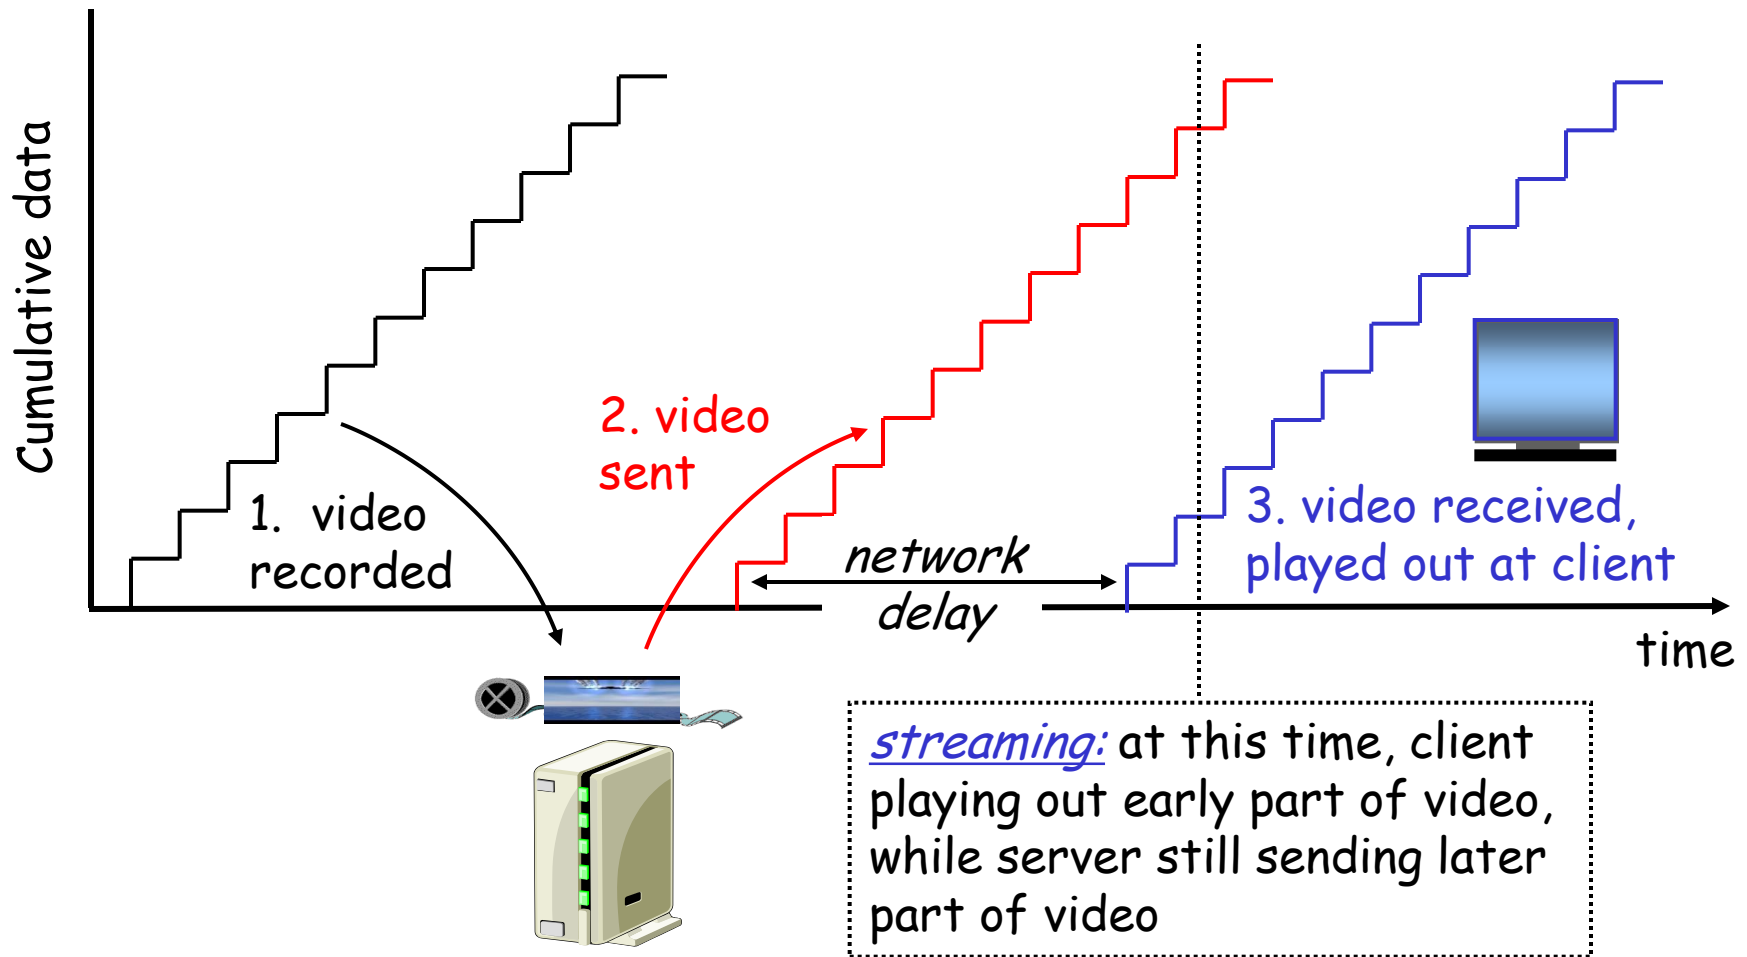 Cumulative data
1. video
recorded
2. video
sent
network
delay
3. video received,
played out at client
time
streaming: at this time, client
playing out early part of video,
while server still sending later
part of video